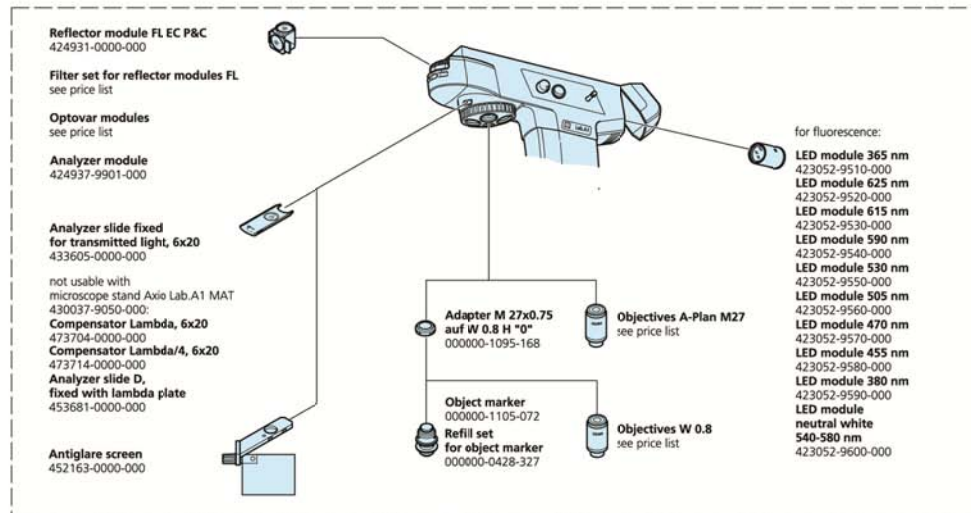 Reflector module FL EC P&C
424931-0000-000
Filter set for reflector modules FL
see price list
Optovar modules
see price list
Analyzer module
424937-9901-000
Analyzer slide fixed
for transmitted light, 6x20
433605-0000-000
not usable with
microscope stand Axio Lab.A1 MAT
430037-9050-000:
Compensator Lambda, 6x20
473704-0000-000
Compensator Lambda/4, 6x20
473714-0000-000
Analyzer slide D,
fixed with lambda plate
453681-0000-000
Antiglare screen
452163-0000-000
Adapter M 27x0.75
auf W 0.8 H "0"
000000-1095-168
Objectives A-Plan M27
see price list
Object marker
000000-1105-072
Refill set
for object marker
000000-0428-327
Objectives W 0.8
see price list
for fluorescence:
LED module 365 nm
423052-9510-000
LED module 625 nm
423052-9520-000
LED module 615 nm
423052-9530-000
LED module 590 nm
423052-9540-000
LED module 530 nm
423052-9550-000
LED module 505 nm
423052-9560-000
LED module 470 nm
423052-9570-000
LED module 455 nm
423052-9580-000
LED module 380 nm
423052-9590-000
LED module
neutral white
540-580 nm
423052-9600-000